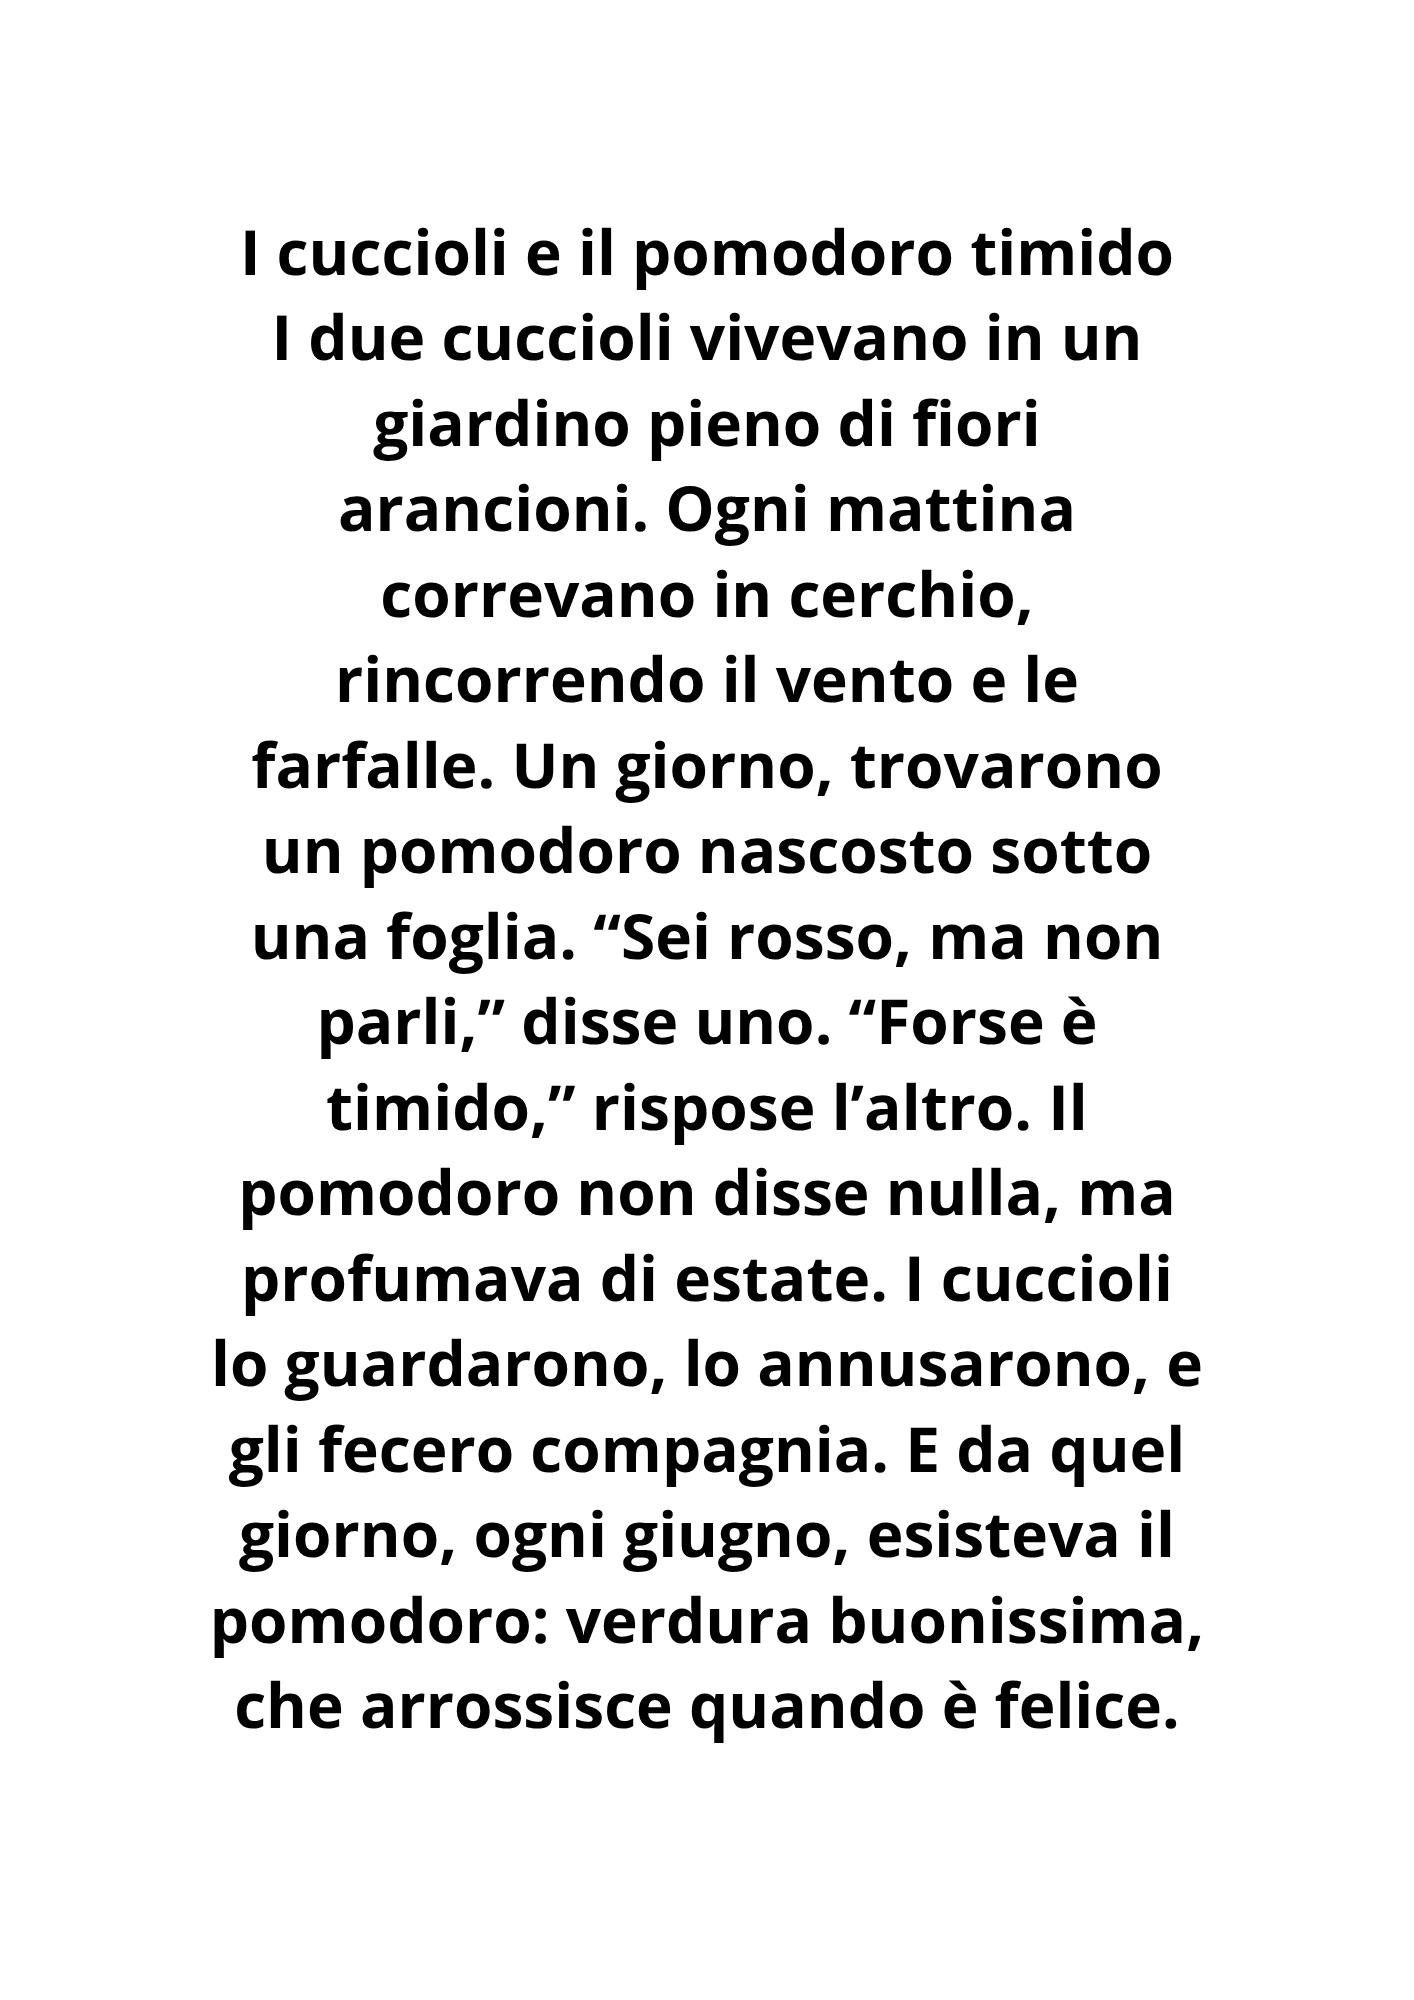 I cuccioli e il pomodoro timido
I due cuccioli vivevano in un
giardino pieno di fiori
arancioni. Ogni mattina
correvano in cerchio,
rincorrendo il vento e le
farfalle. Un giorno, trovarono
un pomodoro nascosto sotto
una foglia. “Sei rosso, ma non
parli,” disse uno. “Forse è
timido,” rispose l’altro. Il
pomodoro non disse nulla, ma
profumava di estate. I cuccioli
lo guardarono, lo annusarono, e
gli fecero compagnia. E da quel
giorno, ogni giugno, esisteva il
pomodoro: verdura buonissima,
che arrossisce quando è felice.